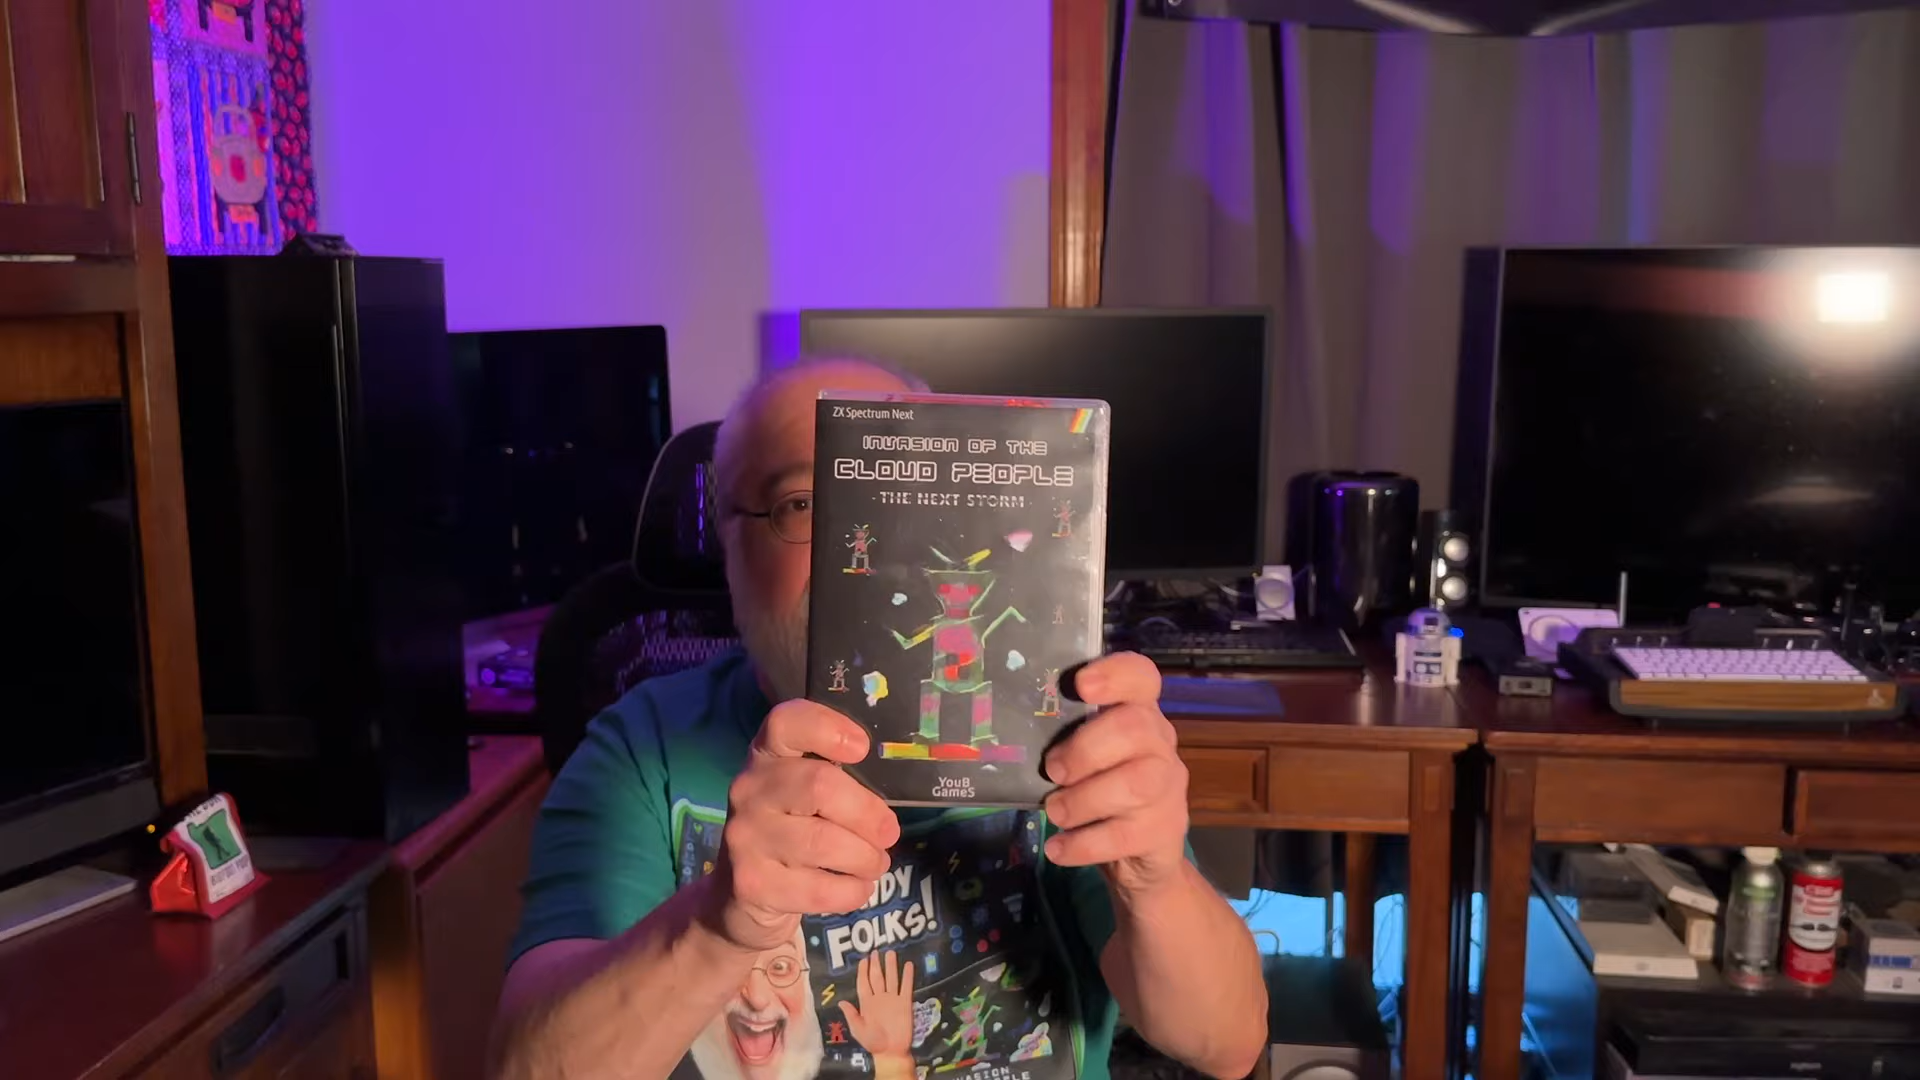 ZX Spectrum Next
INVASION OF THE
CLOUD PEOPLE
- THE NEXT STORM -
YouB
GameS
FOLKS!